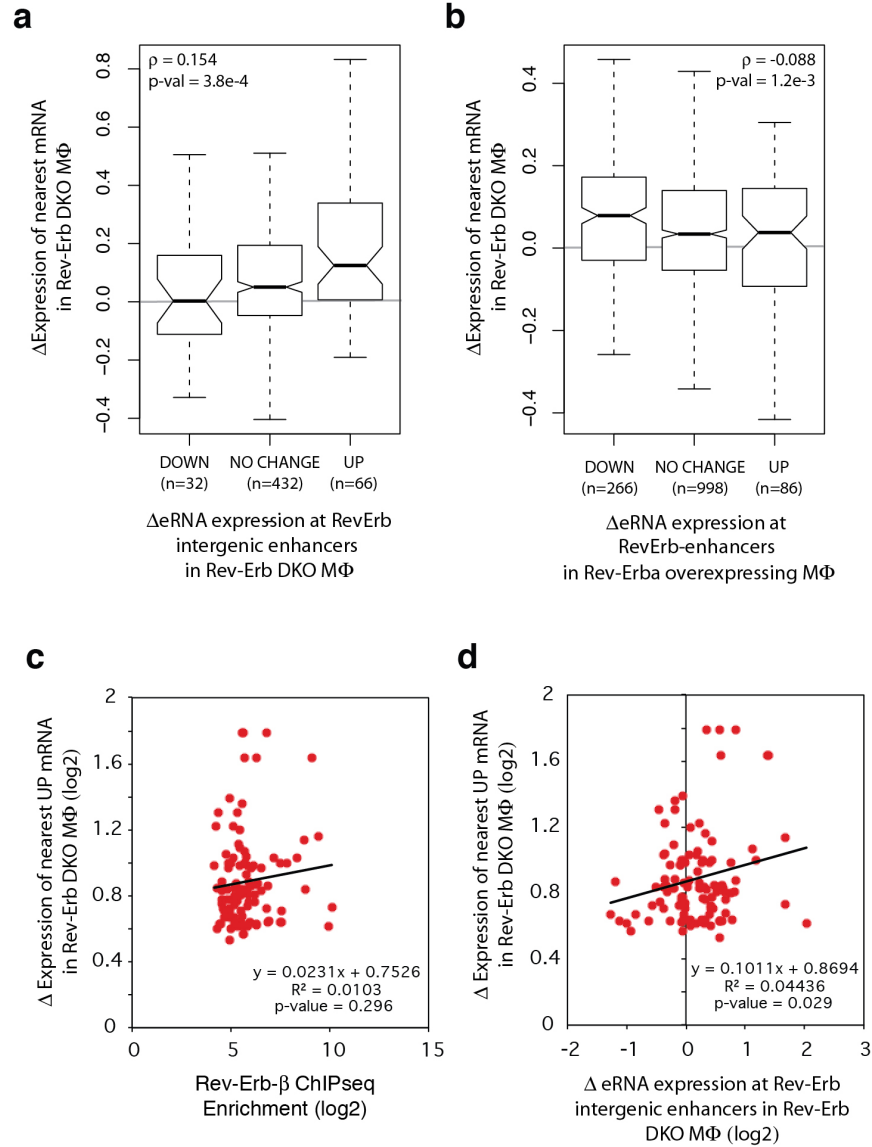 a
ρ = 0.154
p-val = 3.8e-4
ΔExpression of nearest mRNA
in Rev-Erb DKO MΦ
0.8
0.6
0.4
0.2
0.0
−0.2
−0.4
DOWN
(n=32)
NO CHANGE
(n=432)
UP
(n=66)
ΔeRNA expression at RevErb
intergenic enhancers
in Rev-Erb DKO MΦ
b
ρ = -0.088
p-val = 1.2e-3
ΔExpression of nearest mRNA
in Rev-Erb DKO MΦ
0.4
0.2
0.0
−0.2
−0.4
DOWN
(n=266)
NO CHANGE
(n=998)
UP
(n=86)
ΔeRNA expression at
RevErb-enhancers
in Rev-Erba overexpressing MΦ
c
Δ Expression of nearest UP mRNA
in Rev-Erb DKO MΦ (log2)
2
1.6
1.2
0.8
0.4
0
y = 0.0231x + 0.7526
R² = 0.0103
p-value = 0.296
0 5 10 15
Rev-Erb-β ChIPseq
Enrichment (log2)
d
Δ Expression of nearest UP mRNA
in Rev-Erb DKO MΦ (log2)
2
1.6
1.2
0.8
0.4
0
y = 0.1011x + 0.8694
R² = 0.04436
p-value = 0.029
-2 -1 0 1 2 3
Δ eRNA expression at Rev-Erb
intergenic enhancers in Rev-Erb
DKO MΦ (log2)